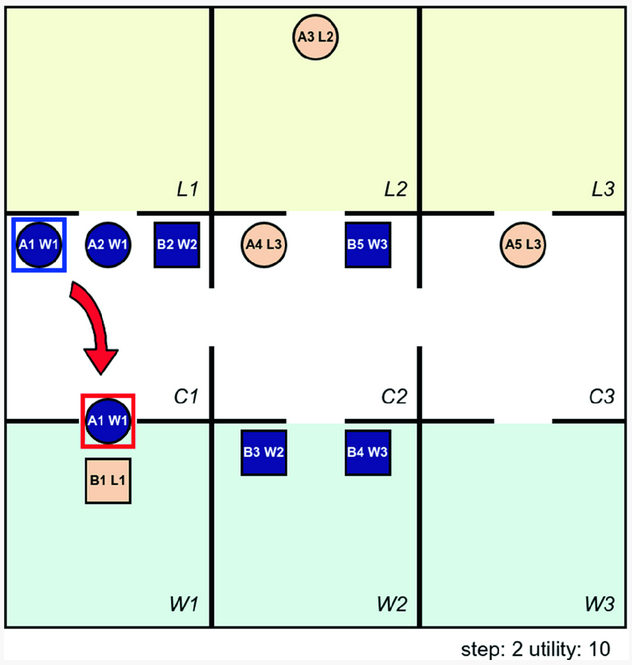 A3 L2
L1
L2
L3
A1 W1
A2 W1
B2 W2
A4 L3
B5 W3
A5 L3
C1
C2
C3
A1 W1
B3 W2
B4 W3
B1 L1
W1
W2
W3
step: 2 utility: 10